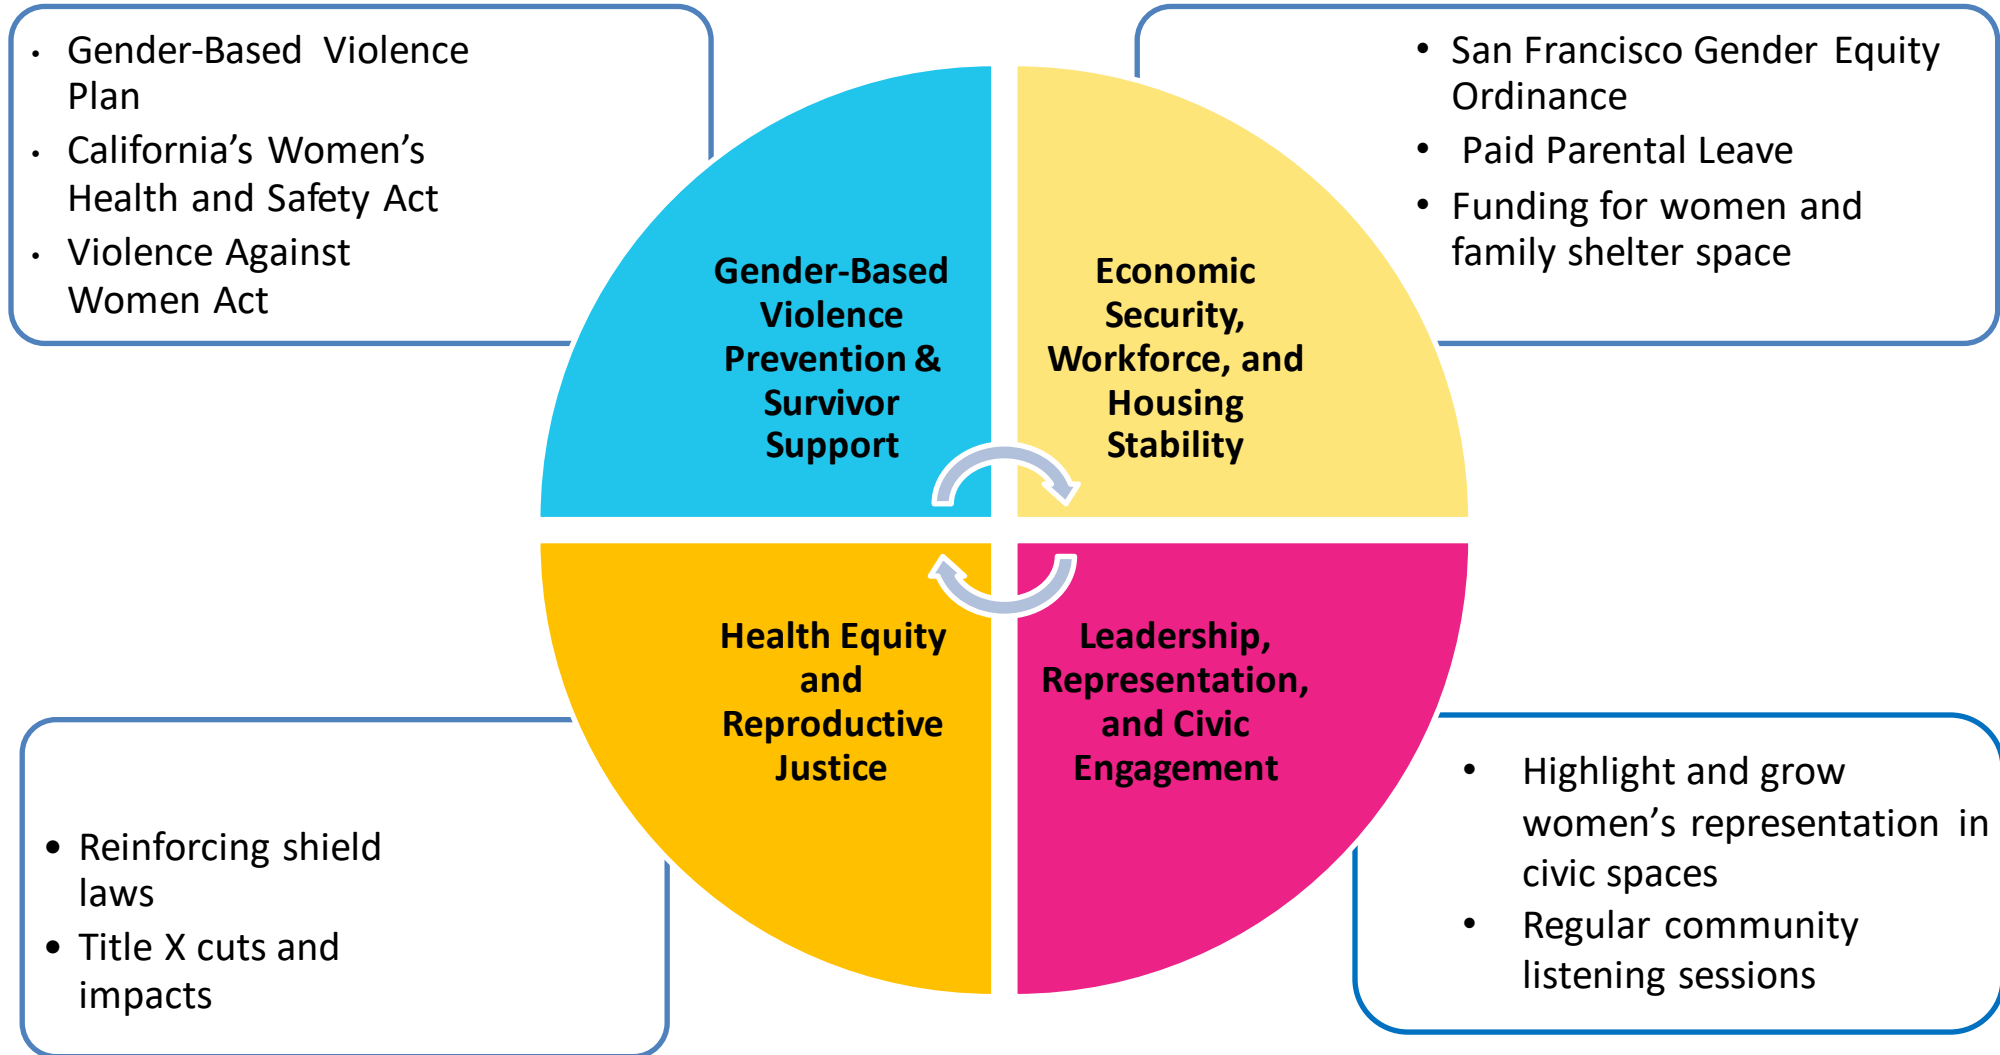 • Gender-Based Violence
Plan
• California’s Women’s
Health and Safety Act
• Violence Against
Women Act
• San Francisco Gender Equity
Ordinance
• Paid Parental Leave
• Funding for women and
family shelter space
Gender-Based
Violence
Prevention &
Survivor
Support
Economic
Security,
Workforce, and
Housing
Stability
Health Equity
and
Reproductive
Justice
Leadership,
Representation,
and Civic
Engagement
• Reinforcing shield
laws
• Title X cuts and
impacts
• Highlight and grow
women’s representation in
civic spaces
• Regular community
listening sessions